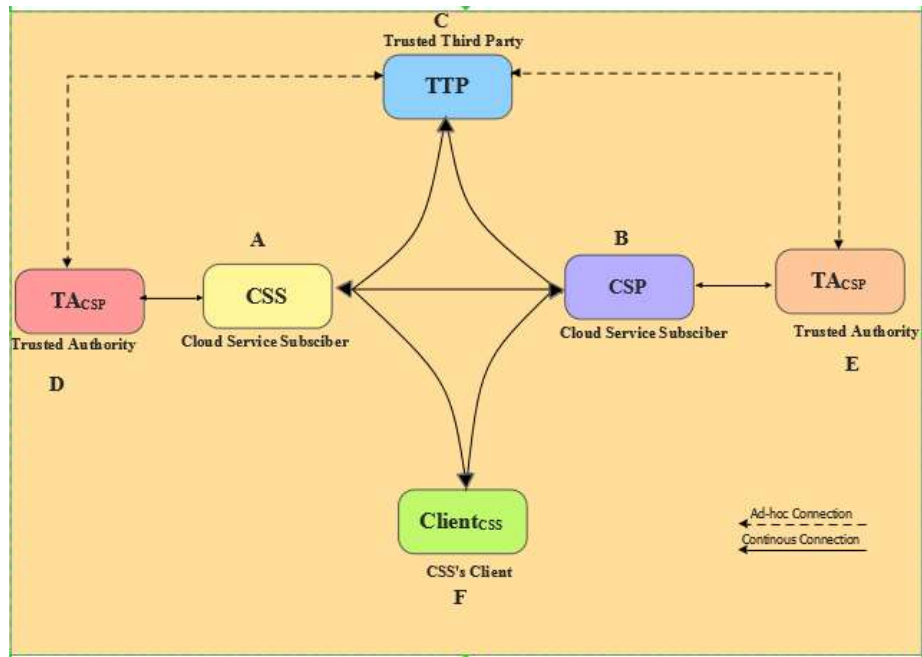 C
Trusted Third Party
TTP
A
B
TACSP
CSS
CSP
TACSP
Trusted Authority
Cloud Service Subsciber
Cloud Service Subsciber
Trusted Authority
D
E
ClientCSS
Ad-hoc Connection
Continous Connection
CSS's Client
F